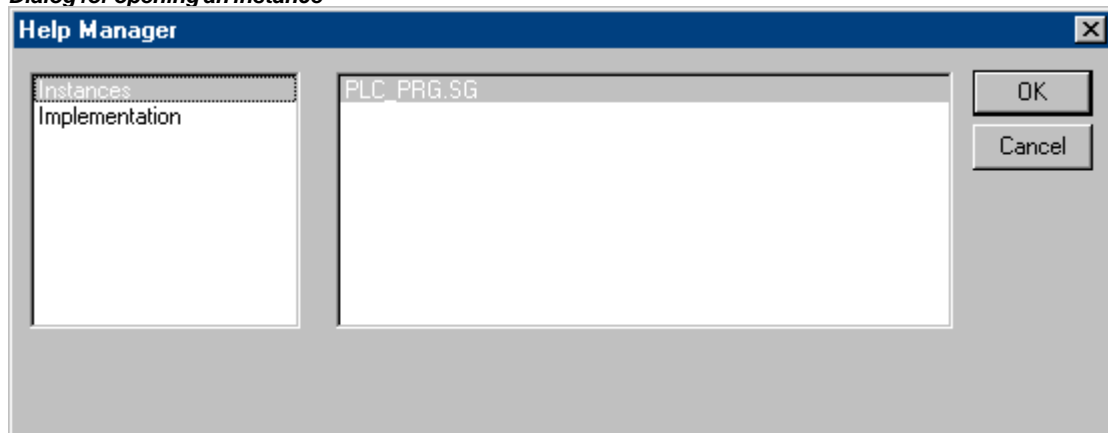 Dialog for opening an instance
Help Manager
Instances
Implementation
PLC_PRG.SG
OK
Cancel